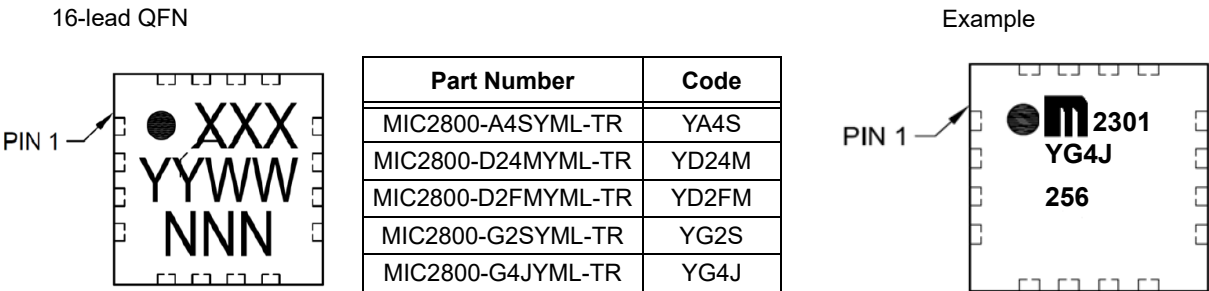 16-lead QFN
Example
PIN 1
XXX
YYWW
NNN
Part Number Code
MIC2800-A4SYML-TR YA4S
MIC2800-D24MYML-TR YD24M
MIC2800-D2FMYML-TR YD2FM
MIC2800-G2SYML-TR YG2S
MIC2800-G4JYML-TR YG4J
PIN 1
m 2301
YG4J
256